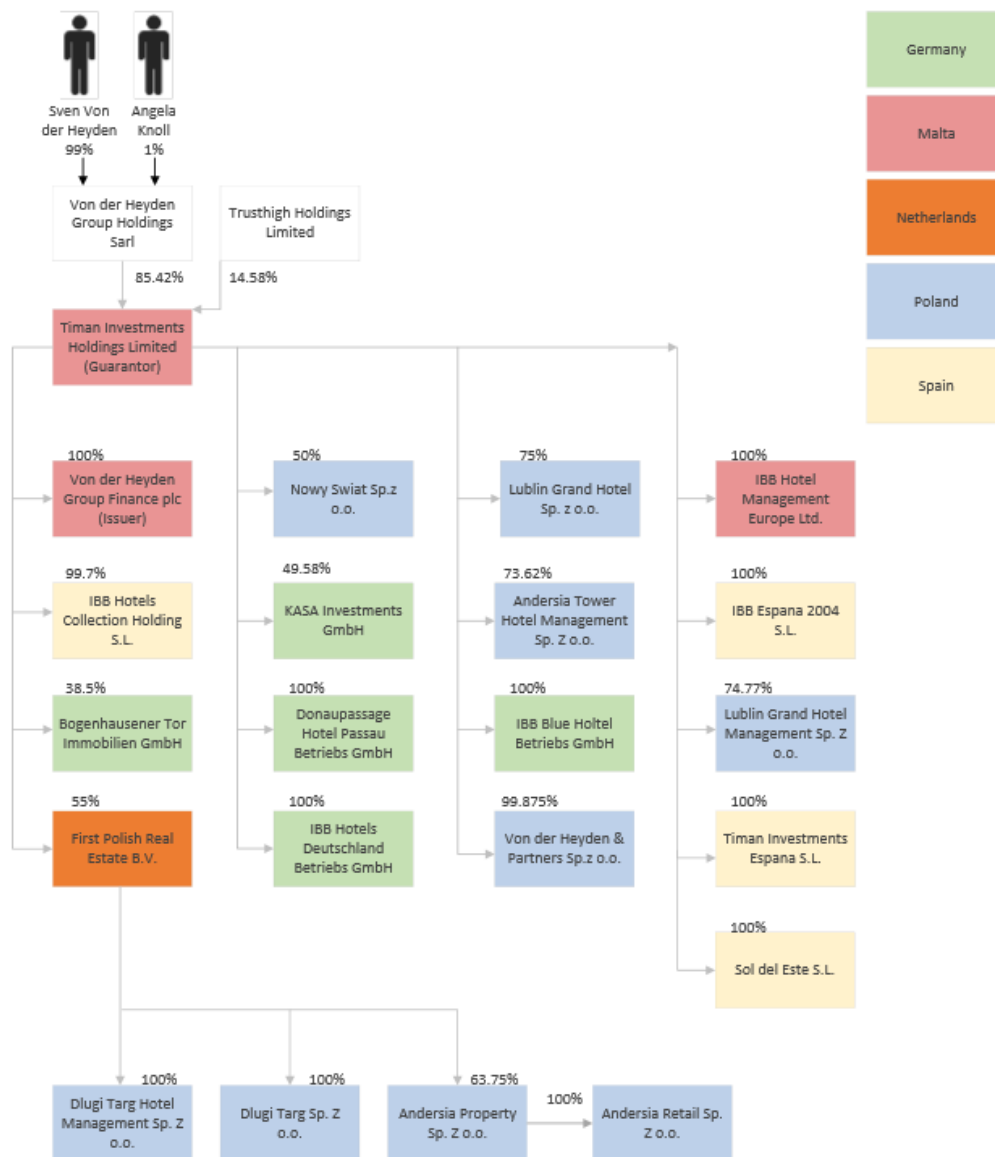 Sven Von
der Heyden
99%
Angela
Knoll
1%
Germany
Malta
Netherlands
Poland
Spain
Von der Heyden
Group Holdings
Sarl
Trusthigh Holdings
Limited
85.42%
14.58%
Timan Investments
Holdings Limited
(Guarantor)
100%
Von der Heyden
Group Finance plc
(Issuer)
50%
Nowy Swiat Sp.z
o.o.
75%
Lublin Grand Hotel
Sp. z o.o.
100%
IBB Hotel
Management
Europe Ltd.
99.7%
IBB Hotels
Collection Holding
S.L.
49.58%
KASA Investments
GmbH
73.62%
Andersia Tower
Hotel Management
Sp. Z o.o.
100%
IBB Espana 2004
S.L.
38.5%
Bogenhausener Tor
Immobilien GmbH
100%
Donaupassage
Hotel Passau
Betriebs GmbH
100%
IBB Blue Holtel
Betriebs GmbH
74.77%
Lublin Grand Hotel
Management Sp. Z
o.o.
55%
First Polish Real
Estate B.V.
100%
IBB Hotels
Deutschland
Betriebs GmbH
99.875%
Von der Heyden &
Partners Sp.z o.o.
100%
Timan Investments
Espana S.L.
100%
Sol del Este S.L.
100%
Dlugi Targ Hotel
Management Sp. Z
o.o.
100%
Dlugi Targ Sp. Z
o.o.
63.75%
Andersia Property
Sp. Z o.o.
100%
Andersia Retail Sp.
Z o.o.